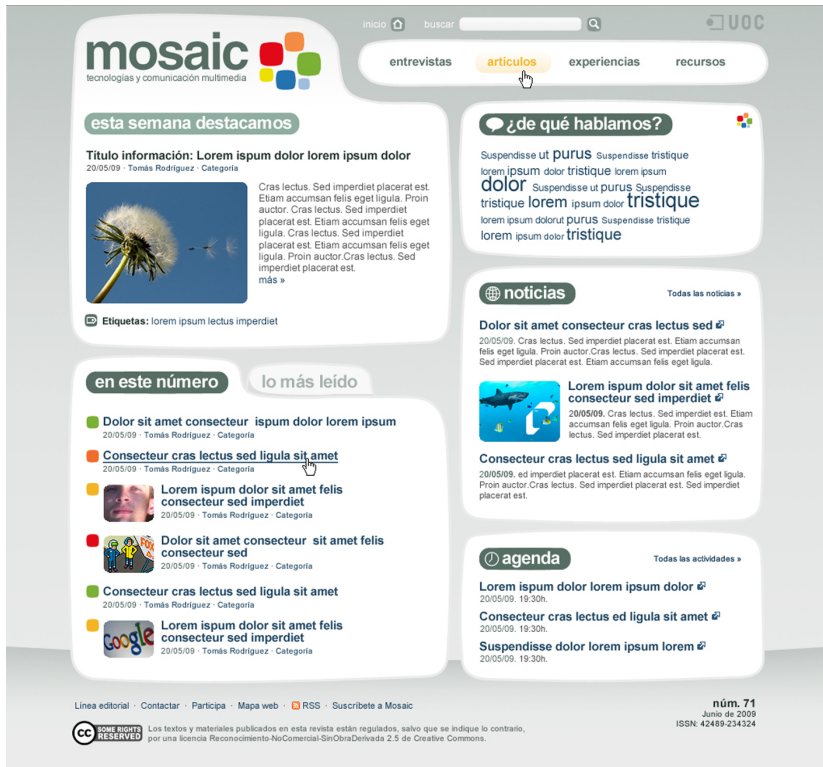 inicio
buscar
UOC
mosaic
tecnologías y comunicación multimedia
entrevistas
artículos
experiencias
recursos
esta semana destacamos
Título información: Lorem ispum dolor lorem ipsum dolor
20/05/09 · Tomás Rodríguez · Categoría
Cras lectus. Sed imperdiet placerat est.
Etiam accumsan felis eget ligula. Proin
auctor. Cras lectus. Sed imperdiet
placerat est. Etiam accumsan felis eget
ligula. Cras lectus. Sed imperdiet
placerat est. Etiam accumsan felis eget
ligula. Proin auctor.Cras lectus. Sed
imperdiet placerat est.
más »
Etiquetas: lorem ipsum lectus imperdiet
en este número
lo más leído
Dolor sit amet consecteur ispum dolor lorem ipsum
20/05/09 · Tomás Rodríguez · Categoría
Consecteur cras lectus sed ligula sit amet
20/05/09 · Tomás Rodríguez · Categoría
Lorem ispum dolor sit amet felis
consecteur sed imperdiet
20/05/09 · Tomás Rodríguez · Categoría
Dolor sit amet consecteur sit amet felis
consecteur sed
20/05/09 · Tomás Rodríguez · Categoría
Consecteur cras lectus sed ligula sit amet
20/05/09 · Tomás Rodríguez · Categoría
Google
Lorem ispum dolor sit amet felis
consecteur sed imperdiet
20/05/09 · Tomás Rodríguez · Categoría
¿de qué hablamos?
Suspendisse ut purus Suspendisse tristique
lorem ipsum dolor tristique lorem ipsum
dolor Suspendisse ut purus Suspendisse
tristique lorem ipsum dolor tristique
lorem ipsum dolorut purus Suspendisse tristique
lorem ipsum dolor tristique
noticias
Todas las noticias »
Dolor sit amet consecteur cras lectus sed
20/05/09. Cras lectus. Sed imperdiet placerat est. Etiam accumsan
felis eget ligula. Proin auctor.Cras lectus. Sed imperdiet placerat est.
Sed imperdiet placerat est. Etiam accumsan felis eget ligula.
Lorem ispum dolor sit amet felis
consecteur sed imperdiet
20/05/09. Cras lectus. Sed imperdiet est. Etiam
accumsan felis eget ligula. Proin auctor.Cras
lectus. Sed imperdiet placerat est.
Consecteur cras lectus sed ligula sit amet
20/05/09. ed imperdiet placerat est. Etiam accumsan felis eget ligula.
Proin auctor.Cras lectus. Sed imperdiet placerat est. Sed imperdiet
placerat est.
agenda
Todas las actividades »
Lorem ispum dolor lorem ipsum dolor
20/05/09. 19:30h.
Consecteur cras lectus ed ligula sit amet
20/05/09. 19:30h.
Suspendisse dolor lorem ipsum lorem
20/05/09. 19:30h.
Línea editorial · Contactar · Participa · Mapa web · RSS · Suscríbete a Mosaic
cc SOME RIGHTS RESERVED
Los textos y materiales publicados en esta revista están regulados, salvo que se indique lo contrario,
por una licencia Reconocimiento-NoComercial-SinObraDerivada 2.5 de Creative Commons.
núm. 71
Junio de 2009
ISSN: 42489-234324